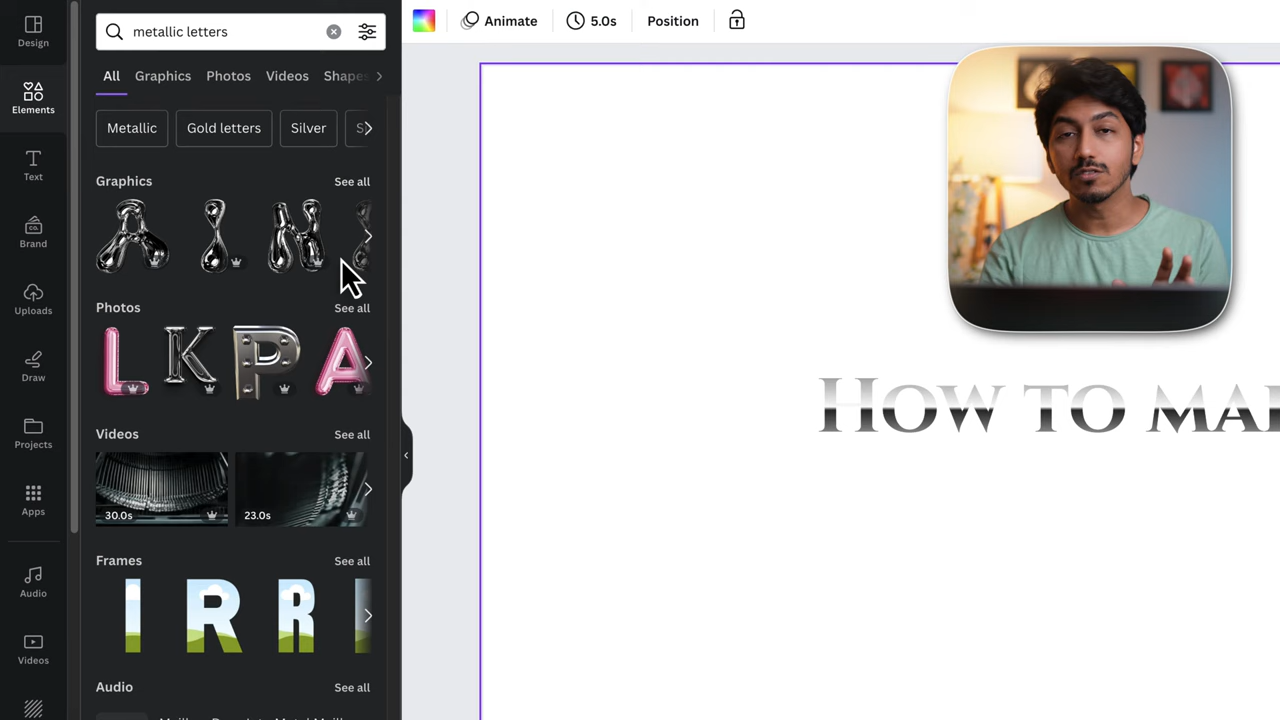 Design
Elements
Text
Brand
CO.
Uploads
Draw
Projects
Apps
Audio
Videos
metallic letters
All Graphics Photos Videos Shapes
Metallic Gold letters Silver S
Graphics See all
A I H
Photos See all
L K P A
Videos See all
30.0s 23.0s
Frames See all
I R R
Audio See all
Animate 5.0s Position
HOW TO MA